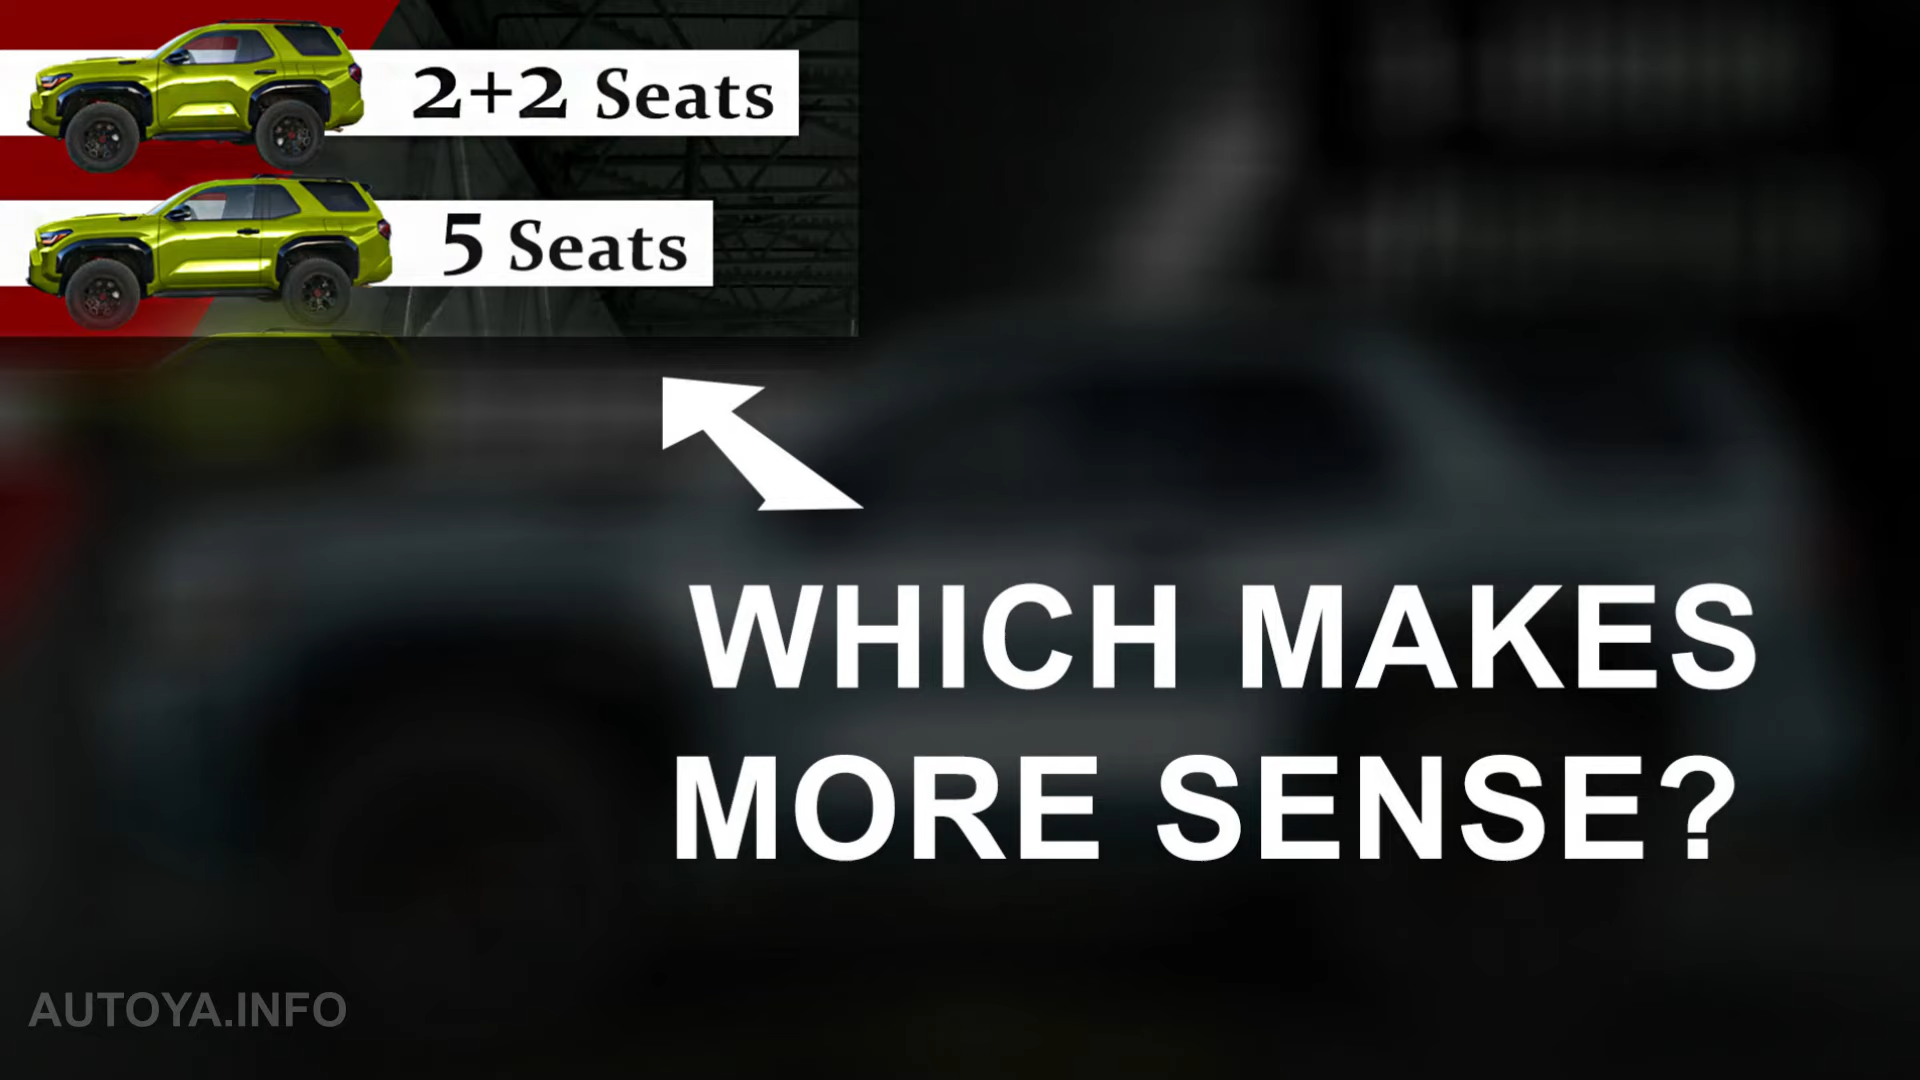 2+2 Seats
5 Seats
WHICH MAKES
MORE SENSE?
AUTOYA.INFO